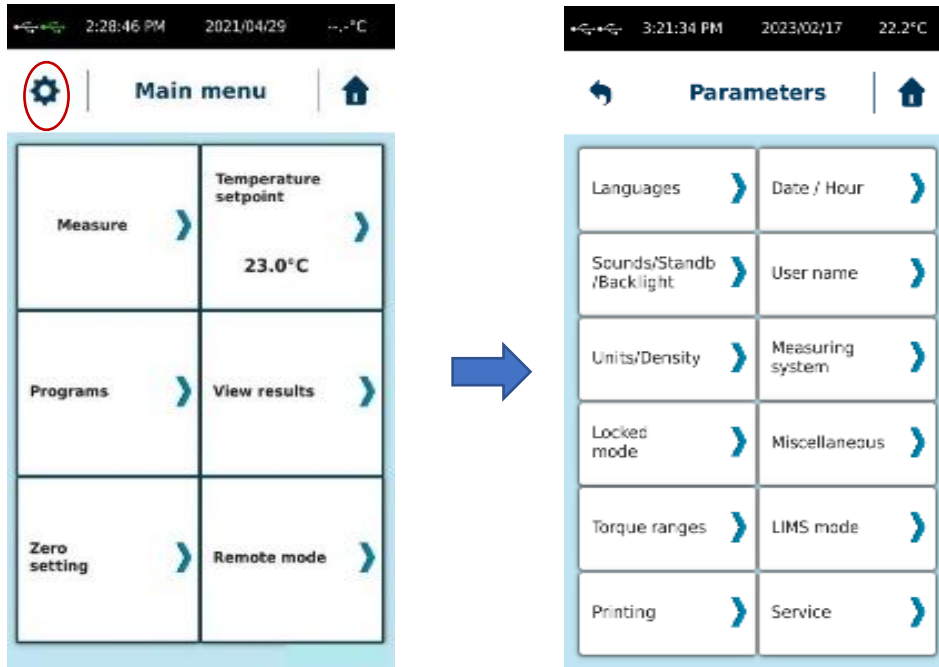 2:28:46 PM 2021/04/29 --.-°C
Main menu
Measure
Temperature
setpoint
23.0°C
Programs
View results
Zero
setting
Remote mode
3:21:34 PM 2023/02/17 22.2°C
Parameters
Languages
Date / Hour
Sounds/Standb
/Backlight
User name
Units/Density
Measuring
system
Locked
mode
Miscellaneous
Torque ranges
LIMS mode
Printing
Service